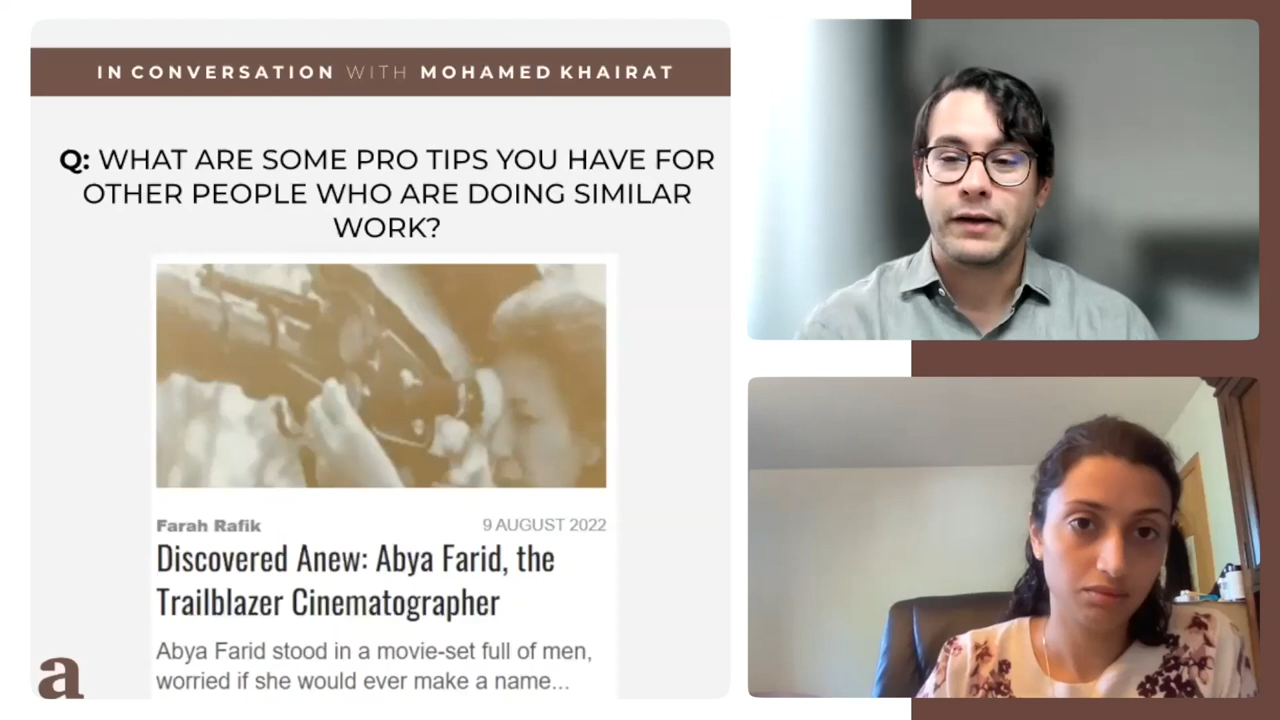 IN CONVERSATION WITH MOHAMED KHAIRAT
Q: WHAT ARE SOME PRO TIPS YOU HAVE FOR
OTHER PEOPLE WHO ARE DOING SIMILAR
WORK?
Farah Rafik 9 AUGUST 2022
Discovered Anew: Abya Farid, the
Trailblazer Cinematographer
Abya Farid stood in a movie-set full of men,
worried if she would ever make a name...
a